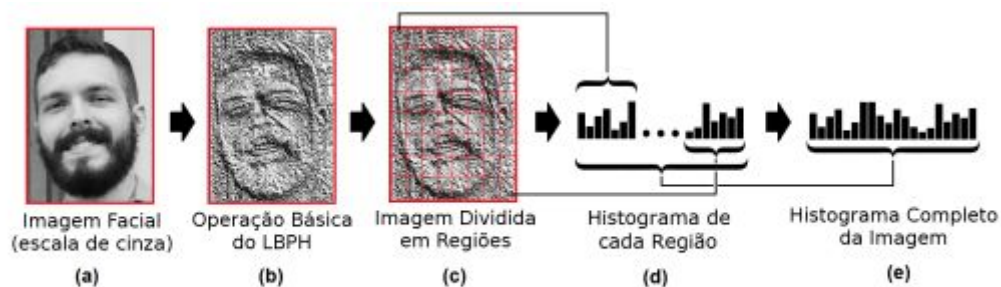 Imagem Facial
(escala de cinza)
(a)
Operação Básica
do LBPH
(b)
Imagem Dividida
em Regiões
(c)
Histograma de
cada Região
(d)
Histograma Completo
da Imagem
(e)